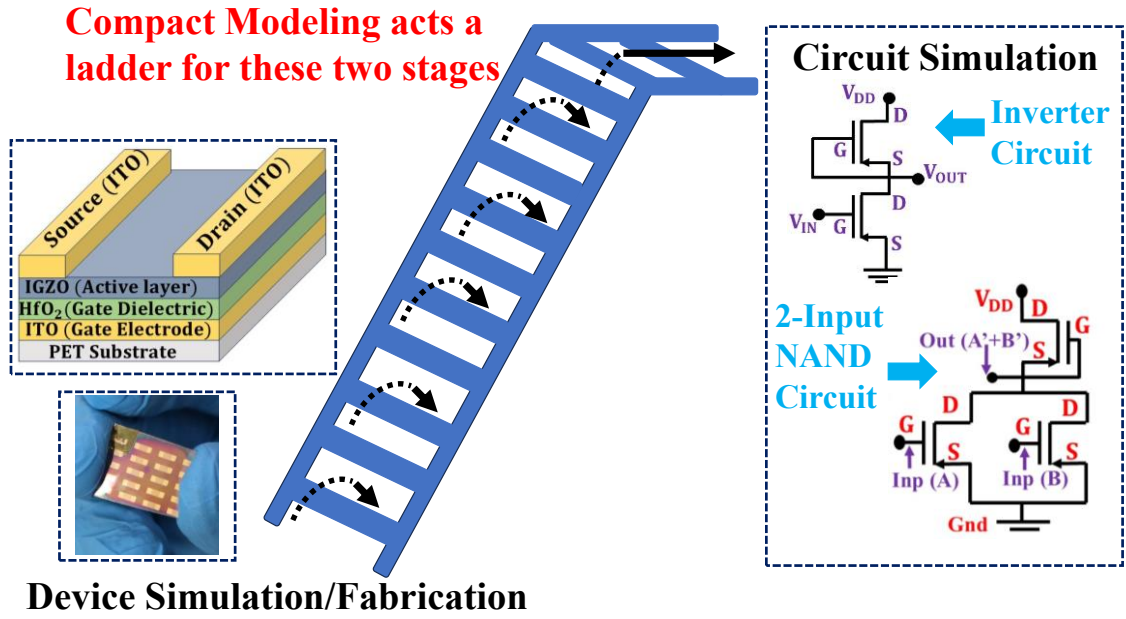 Compact Modeling acts a
ladder for these two stages
Source (ITO)
Drain (ITO)
IGZO (Active layer)
HfO₂ (Gate Dielectric)
ITO (Gate Electrode)
PET Substrate
Device Simulation/Fabrication
Circuit Simulation
V_DD
D
Inverter
Circuit
G
S
V_OUT
D
V_IN
G
S
2-Input
NAND
Circuit
V_DD
D
G
Out (A'+B')
S
D
D
G
G
S
S
Inp (A)
Inp (B)
Gnd